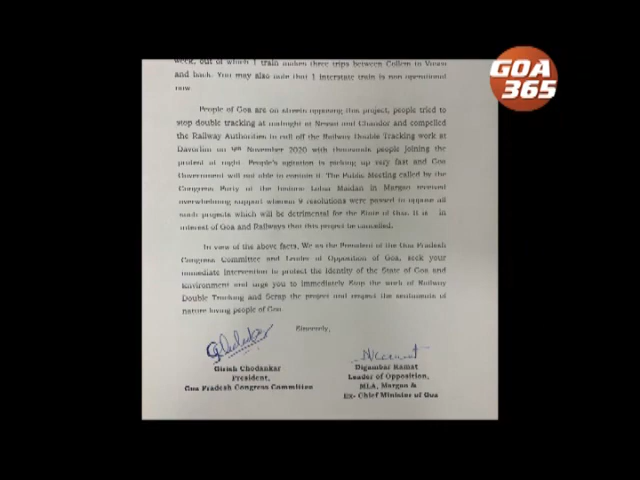 GOA
365
week, out of which 1 train makes three trips between Collem to Vasco
and back. You may also note that 1 interstate train is non operational
now.
People of Goa are on streets opposing this project, people tried to
stop double tracking at midnight at Nessai and Chandor and compelled
the Railway Authorities to call off the Railway Double Tracking work at
Davorlim on 4th November 2020 with thousands people joining the
protest at night. People's agitation is picking up very fast and Goa
Government will not able to contain it. The Public Meeting called by the
Congress Party at the historic Lohia Maidan in Margao received
overwhelming support wherein 9 resolutions were passed to oppose all
such projects which will be detrimental for the State of Goa. It is in
interest of Goa and Railways that this project be cancelled.
In view of the above facts, We as the President of the Goa Pradesh
Congress Committee and Leader of Opposition of Goa, seek your
immediate intervention to protect the identity of the State of Goa and
Environment and urge you to immediately Stop the work of Railway
Double Tracking and Scrap the project and respect the sentiments of
nature loving people of Goa
Sincerely,
Girish Chodankar
President,
Goa Pradesh Congress Committee
Digambar Kamat
Leader of Opposition,
MLA, Margao &
Ex- Chief Minister of Goa